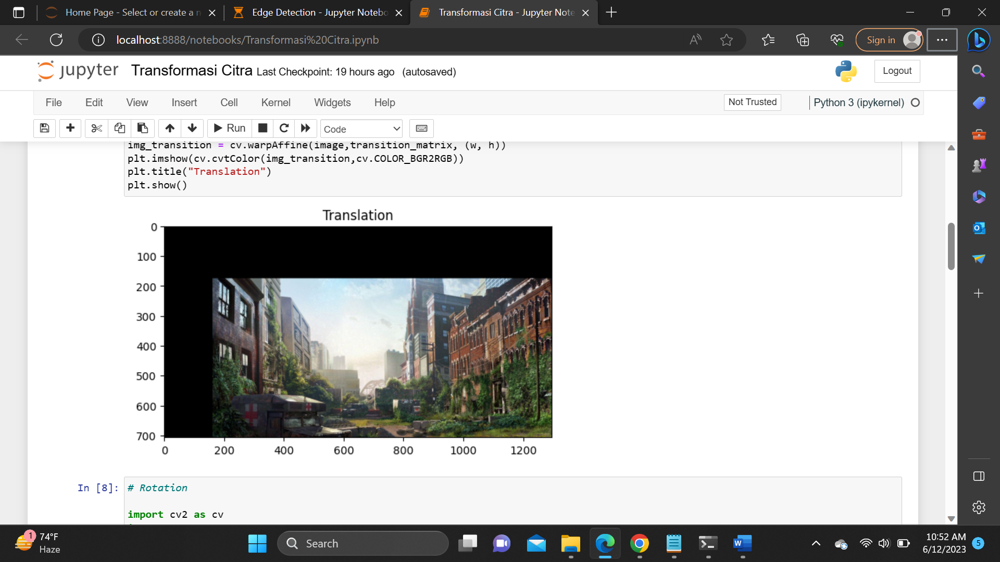 Home Page - Select or create a n
Edge Detection - Jupyter Notebo
Transformasi Citra - Jupyter Note
localhost:8888/notebooks/Transformasi%20Citra.ipynb
Sign in
jupyter Transformasi Citra Last Checkpoint: 19 hours ago (autosaved)
Logout
File Edit View Insert Cell Kernel Widgets Help
Not Trusted
Python 3 (ipykernel)
Run
Code
img_transition = cv.warpAffine(image,transition_matrix, (w, h))
plt.imshow(cv.cvtColor(img_transition,cv.COLOR_BGR2RGB))
plt.title("Translation")
plt.show()
Translation
0
100
200
300
400
500
600
700
0 200 400 600 800 1000 1200
In [8]: # Rotation
import cv2 as cv
1
74°F
Haze
Search
10:52 AM
6/12/2023
5